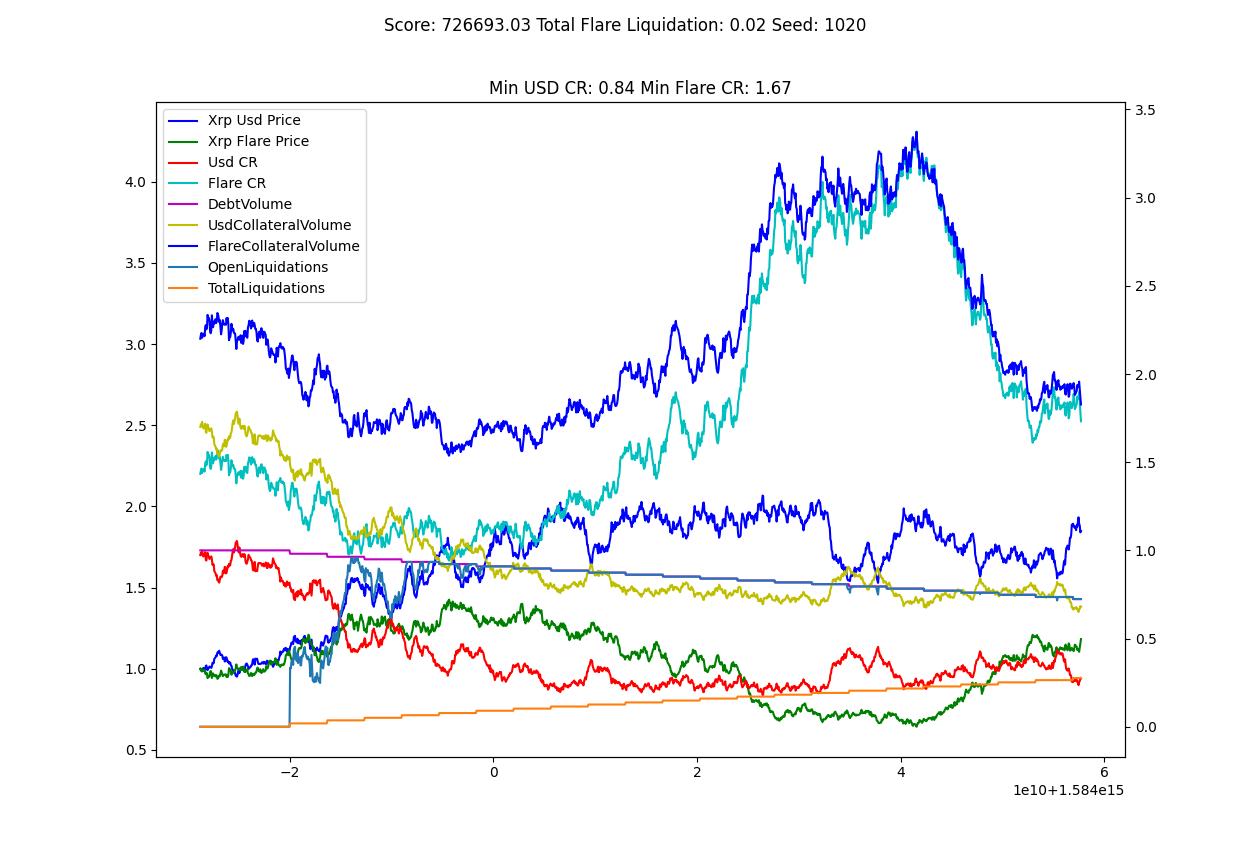 Score: 726693.03 Total Flare Liquidation: 0.02 Seed: 1020
Min USD CR: 0.84 Min Flare CR: 1.67
Xrp Usd Price
Xrp Flare Price
Usd CR
Flare CR
DebtVolume
UsdCollateralVolume
FlareCollateralVolume
OpenLiquidations
TotalLiquidations
4.0
3.5
3.0
2.5
2.0
1.5
1.0
0.5
3.5
3.0
2.5
2.0
1.5
1.0
0.5
0.0
−2 0 2 4 6
1e10+1.584e15